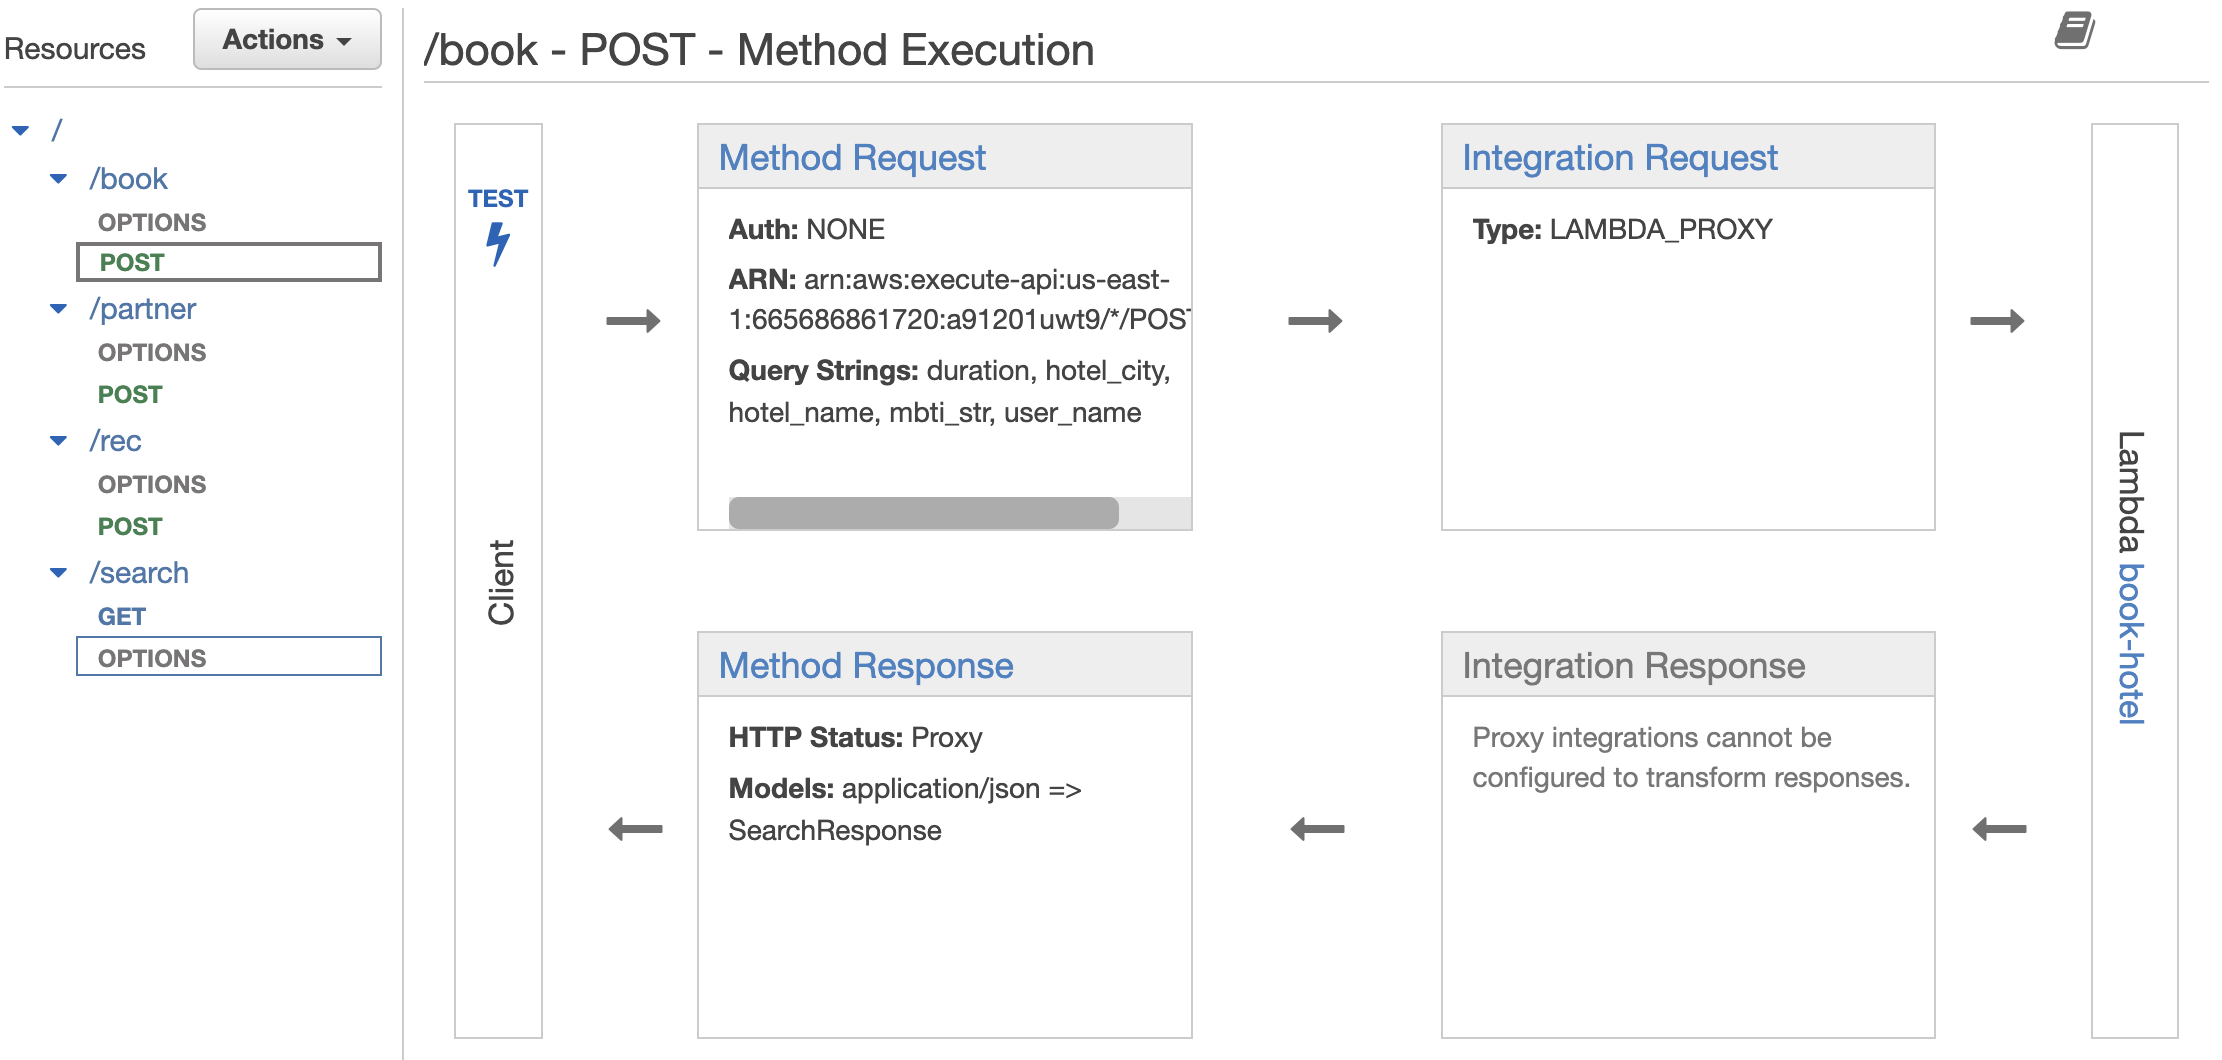 Resources
Actions
/
/book
OPTIONS
POST
/partner
OPTIONS
POST
/rec
OPTIONS
POST
/search
GET
OPTIONS
/book - POST - Method Execution
TEST
Client
Method Request
Auth: NONE
ARN: arn:aws:execute-api:us-east-
1:665686861720:a91201uwt9/*/POST
Query Strings: duration, hotel_city,
hotel_name, mbti_str, user_name
Integration Request
Type: LAMBDA_PROXY
Lambda book-hotel
Method Response
HTTP Status: Proxy
Models: application/json =>
SearchResponse
Integration Response
Proxy integrations cannot be
configured to transform responses.